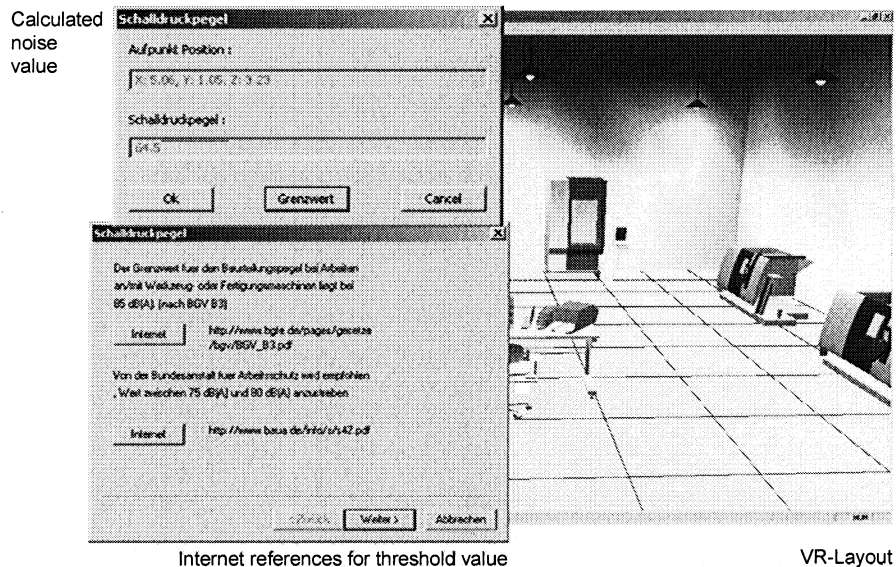 Calculated
noise
value
Schalldruckpegel
Aufpunkt Position :
X: 5.06, Y: 1.05, Z: 3.23
Schalldruckpegel :
64.5
Ok
Grenzwert
Cancel
Schalldruckpegel
Der Grenzwert fuer den Beurteilungspegel bei Arbeiten
an/mit Werkzeug- oder Fertigungsmaschinen liegt bei
85 dB(A) (nach BGV B3)
Internet
http://www.bgfe.de/pages/gesetze
/bgv/BGV_B3.pdf
Von der Bundesanstalt fuer Arbeitsschutz wird empfohlen
, Wert zwischen 75 dB(A) und 80 dB(A) anzustreben
Internet
http://www.baua.de/info/s/s42.pdf
<Zurück
Weiter >
Abbrechen
NUM
Internet references for threshold value
VR-Layout